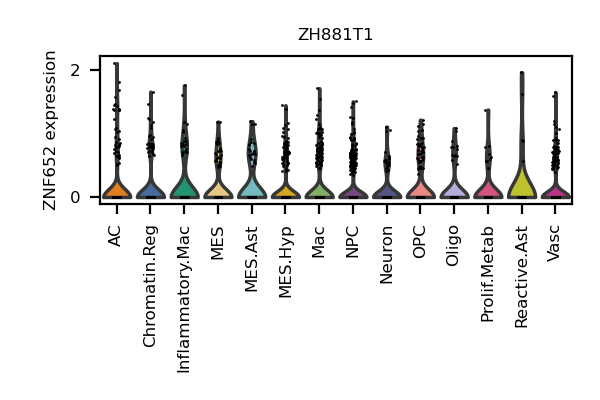 ZH881T1
ZNF652 expression
2
0
AC
Chromatin.Reg
Inflammatory.Mac
MES
MES.Ast
MES.Hyp
Mac
NPC
Neuron
OPC
Oligo
Prolif.Metab
Reactive.Ast
Vasc